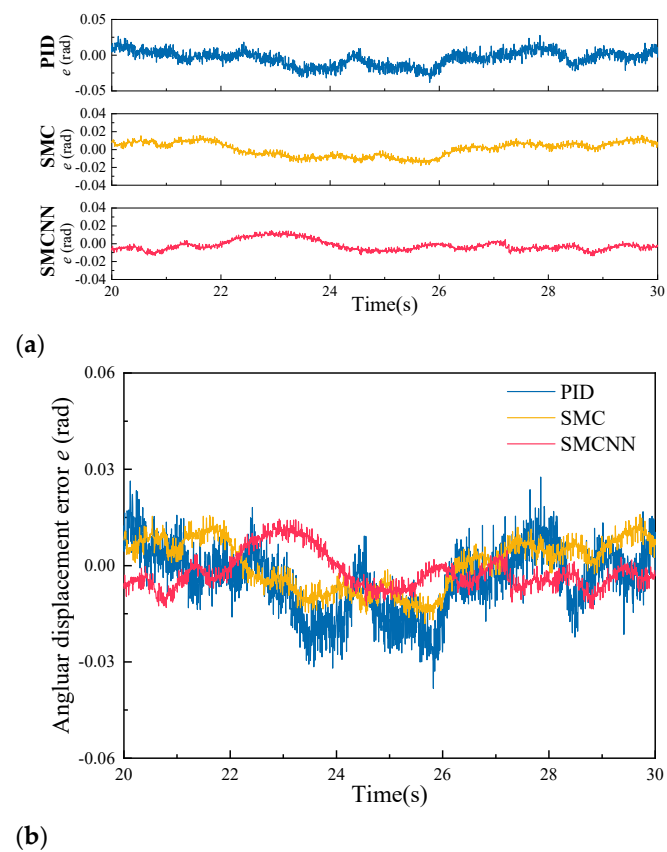 PID
e (rad)
0.05
0.00
-0.05
SMC
e (rad)
0.04
0.02
0.00
-0.02
-0.04
SMCNN
e (rad)
0.04
0.02
0.00
-0.02
-0.04
20 22 24 26 28 30
Time(s)
(a)
Angluar displacement error e (rad)
0.06
0.03
0.00
-0.03
-0.06
PID
SMC
SMCNN
20 22 24 26 28 30
Time(s)
(b)